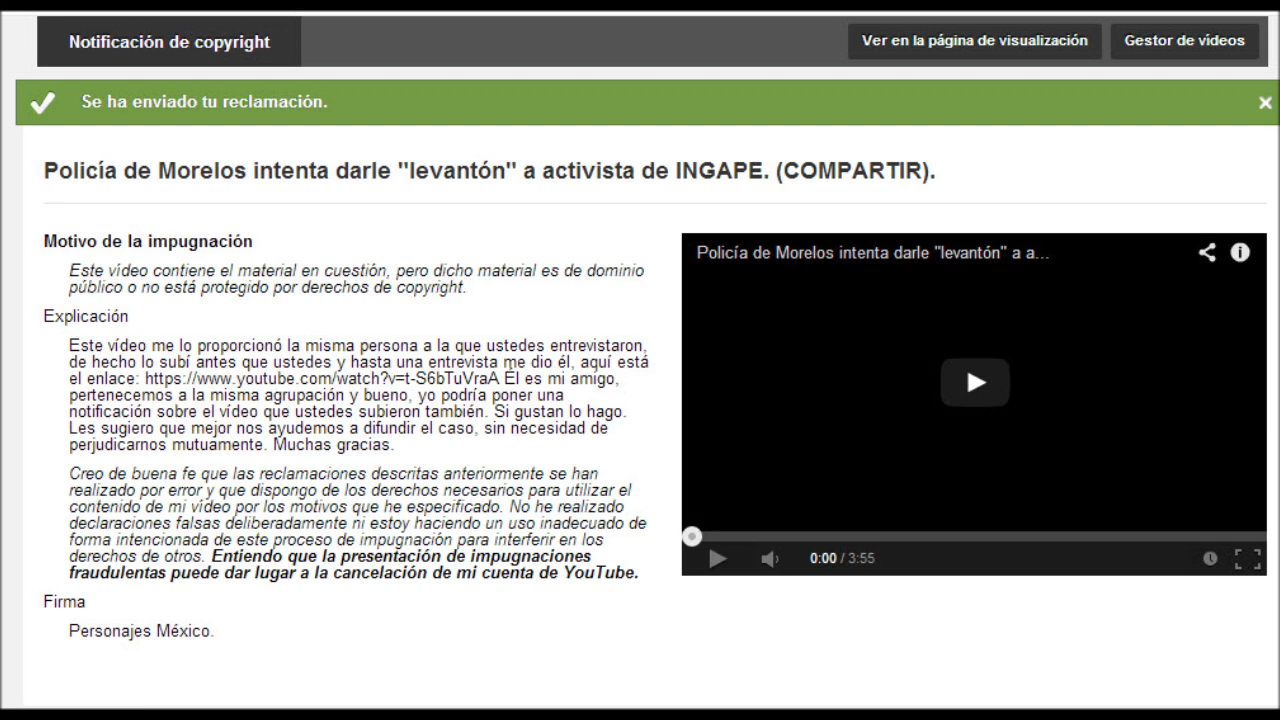 Notificación de copyright
Ver en la página de visualización
Gestor de vídeos
Se ha enviado tu reclamación.
Policía de Morelos intenta darle "levantón" a activista de INGAPE. (COMPARTIR).
Motivo de la impugnación
Este vídeo contiene el material en cuestión, pero dicho material es de dominio
público o no está protegido por derechos de copyright.
Explicación
Este vídeo me lo proporcionó la misma persona a la que ustedes entrevistaron,
de hecho lo subí antes que ustedes y hasta una entrevista me dio él, aquí está
el enlace: https://www.youtube.com/watch?v=t-S6bTuVraA Él es mi amigo,
pertenecemos a la misma agrupación y bueno, yo podría poner una
notificación sobre el vídeo que ustedes subieron también. Si gustan lo hago.
Les sugiero que mejor nos ayudemos a difundir el caso, sin necesidad de
perjudicarnos mutuamente. Muchas gracias.
Creo de buena fe que las reclamaciones descritas anteriormente se han
realizado por error y que dispongo de los derechos necesarios para utilizar el
contenido de mi vídeo por los motivos que he especificado. No he realizado
declaraciones falsas deliberadamente ni estoy haciendo un uso inadecuado de
forma intencionada de este proceso de impugnación para interferir en los
derechos de otros. Entiendo que la presentación de impugnaciones
fraudulentas puede dar lugar a la cancelación de mi cuenta de YouTube.
Firma
Personajes México.
Policía de Morelos intenta darle "levantón" a a...
0:00 / 3:55